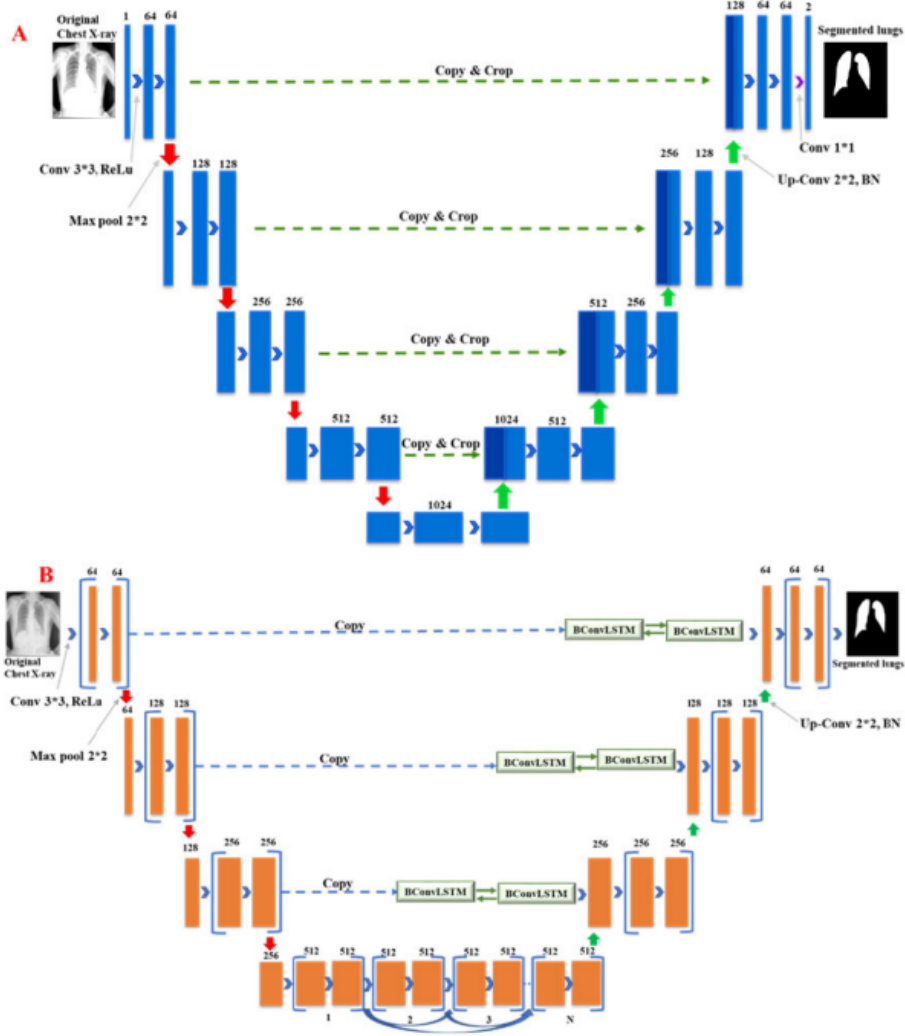 A
Original
Chest X-ray
1 64 64
128 64 64 2
Segmented lungs
Copy & Crop
Conv 3*3, ReLu
Conv 1*1
Max pool 2*2
Up-Conv 2*2, BN
128 128
256 128
Copy & Crop
256 256
512 256
Copy & Crop
512 512
1024 512
Copy & Crop
1024
B
64 64
64 64 64
Copy
BConvLSTM BConvLSTM
Original
Chest X-ray
Segmented lungs
Conv 3*3, ReLu
Max pool 2*2
Up-Conv 2*2, BN
64 128 128
128 128 128
Copy
BConvLSTM BConvLSTM
128 256 256
256 256 256
Copy
BConvLSTM BConvLSTM
256 512 512 512 512 512 512 512 512
1 2 3 N